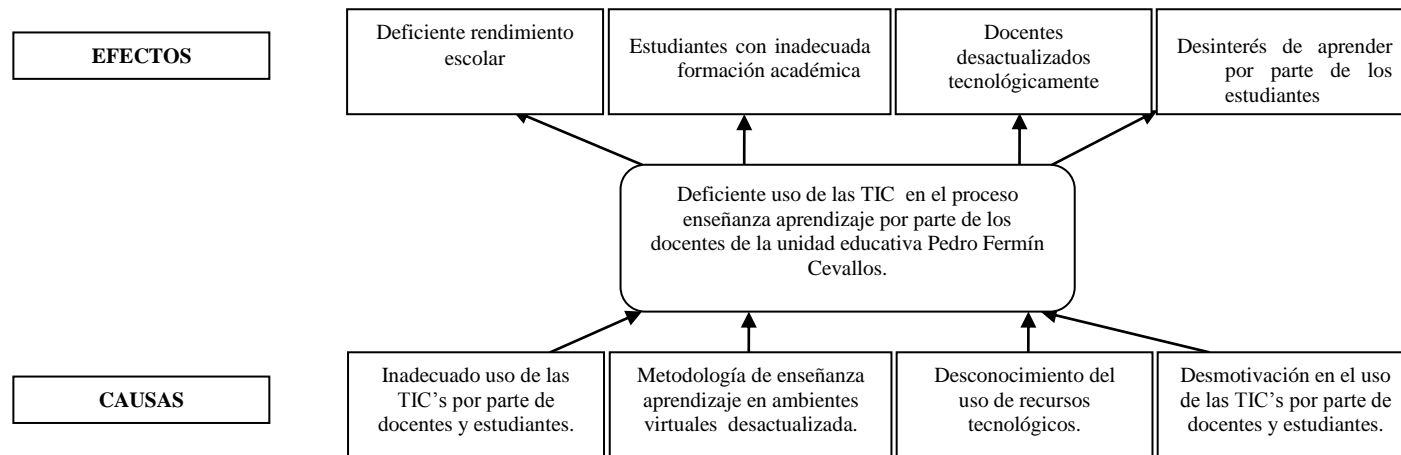 EFECTOS
Deficiente rendimiento
escolar
Estudiantes con inadecuada
formación académica
Docentes
desactualizados
tecnológicamente
Desinterés de aprender
por parte de los
estudiantes
Deficiente uso de las TIC en el proceso
enseñanza aprendizaje por parte de los
docentes de la unidad educativa Pedro Fermín
Cevallos.
CAUSAS
Inadecuado uso de las
TIC’s por parte de
docentes y estudiantes.
Metodología de enseñanza
aprendizaje en ambientes
virtuales desactualizada.
Desconocimiento del
uso de recursos
tecnológicos.
Desmotivación en el uso
de las TIC’s por parte de
docentes y estudiantes.